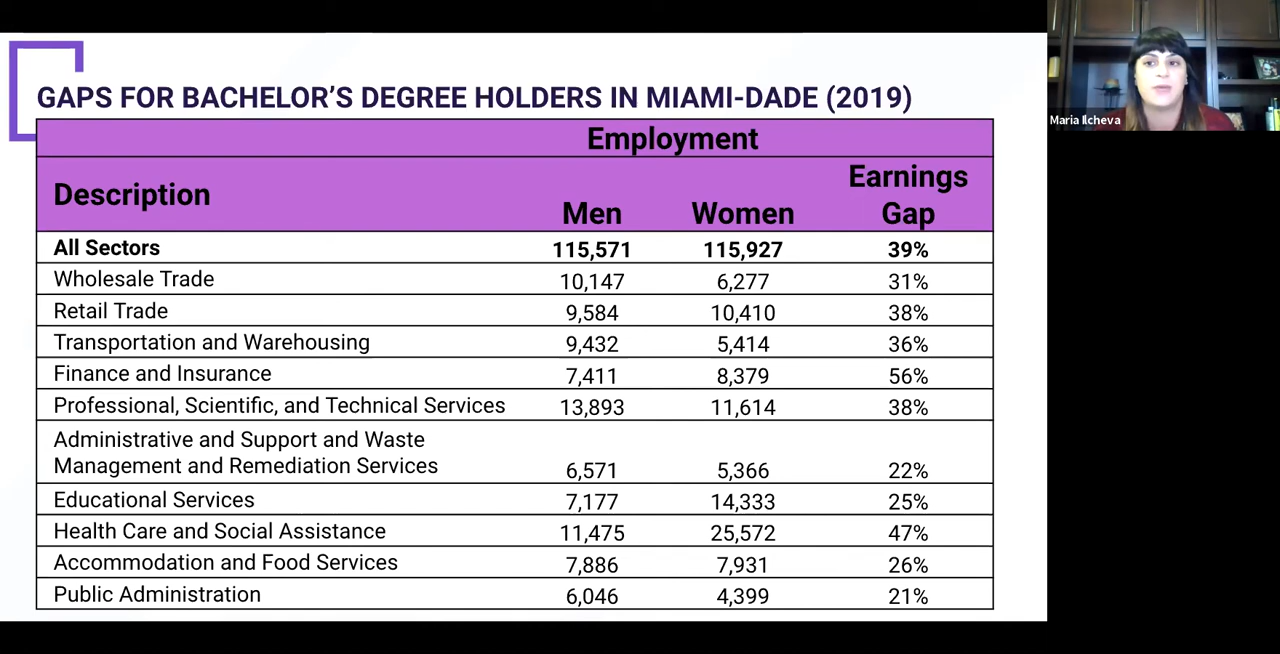 GAPS FOR BACHELOR'S DEGREE HOLDERS IN MIAMI-DADE (2019)
Employment
Description Men Women Earnings Gap
All Sectors 115,571 115,927 39%
Wholesale Trade 10,147 6,277 31%
Retail Trade 9,584 10,410 38%
Transportation and Warehousing 9,432 5,414 36%
Finance and Insurance 7,411 8,379 56%
Professional, Scientific, and Technical Services 13,893 11,614 38%
Administrative and Support and Waste
Management and Remediation Services 6,571 5,366 22%
Educational Services 7,177 14,333 25%
Health Care and Social Assistance 11,475 25,572 47%
Accommodation and Food Services 7,886 7,931 26%
Public Administration 6,046 4,399 21%
Maria Ilcheva